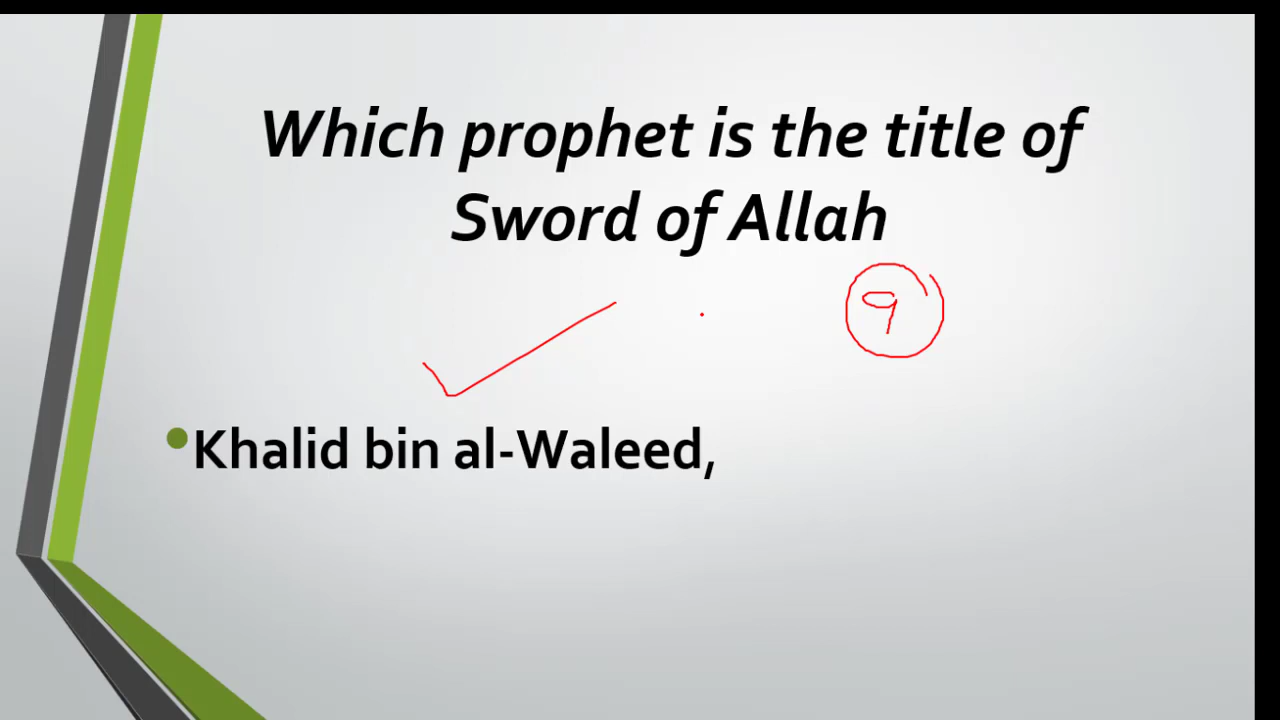 Which prophet is the title of
Sword of Allah
9
Khalid bin al-Waleed,